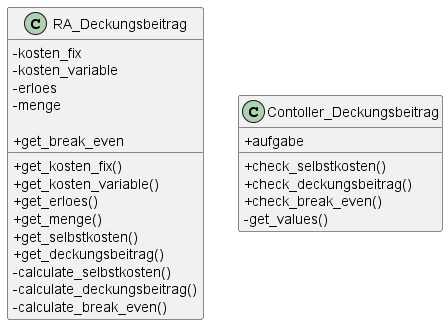 C RA_Deckungsbeitrag
-kosten_fix
-kosten_variable
-erloes
-menge
+get_break_even
+get_kosten_fix()
+get_kosten_variable()
+get_erloes()
+get_menge()
+get_selbstkosten()
+get_deckungsbeitrag()
-calculate_selbstkosten()
-calculate_deckungsbeitrag()
-calculate_break_even()
C Contoller_Deckungsbeitrag
+aufgabe
+check_selbstkosten()
+check_deckungsbeitrag()
+check_break_even()
-get_values()